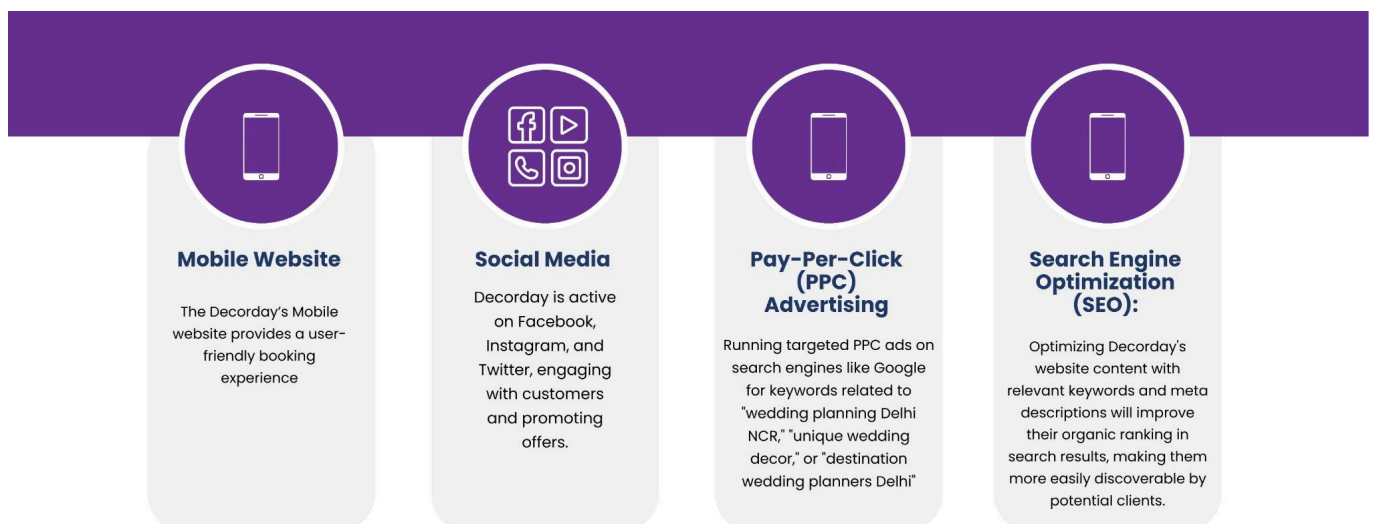 Mobile Website
The Decorday's Mobile
website provides a user-
friendly booking
experience
Social Media
Decorday is active
on Facebook,
Instagram, and
Twitter, engaging
with customers
and promoting
offers.
Pay-Per-Click
(PPC)
Advertising
Running targeted PPC ads on
search engines like Google
for keywords related to
"wedding planning Delhi
NCR," "unique wedding
decor," or "destination
wedding planners Delhi"
Search Engine
Optimization
(SEO):
Optimizing Decorday's
website content with
relevant keywords and meta
descriptions will improve
their organic ranking in
search results, making them
more easily discoverable by
potential clients.